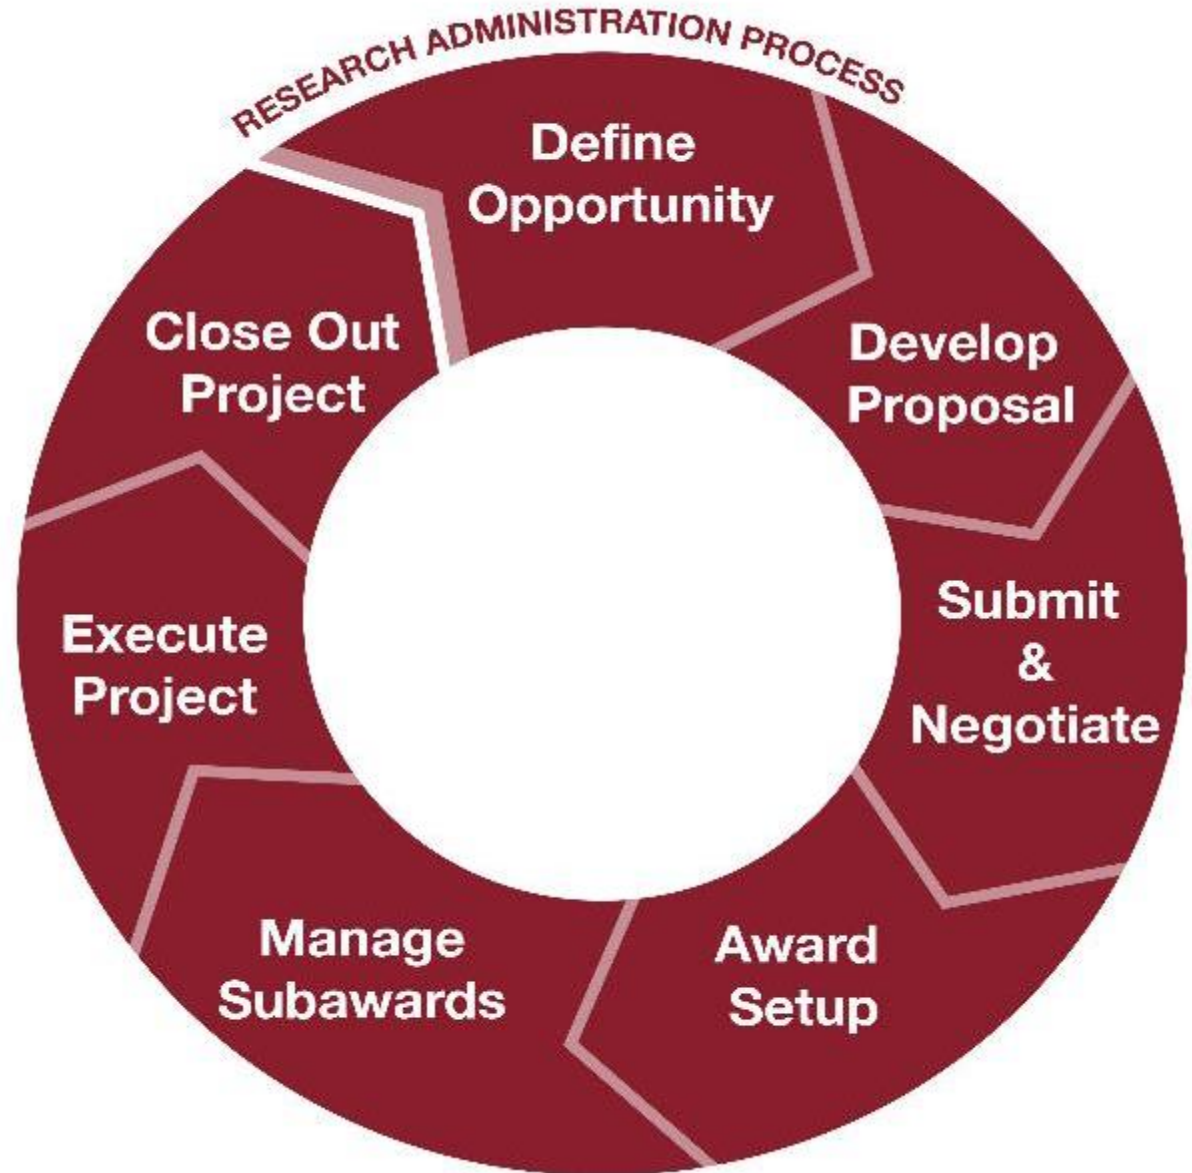 RESEARCH ADMINISTRATION PROCESS
Define
Opportunity
Develop
Proposal
Submit
&
Negotiate
Award
Setup
Manage
Subawards
Execute
Project
Close Out
Project